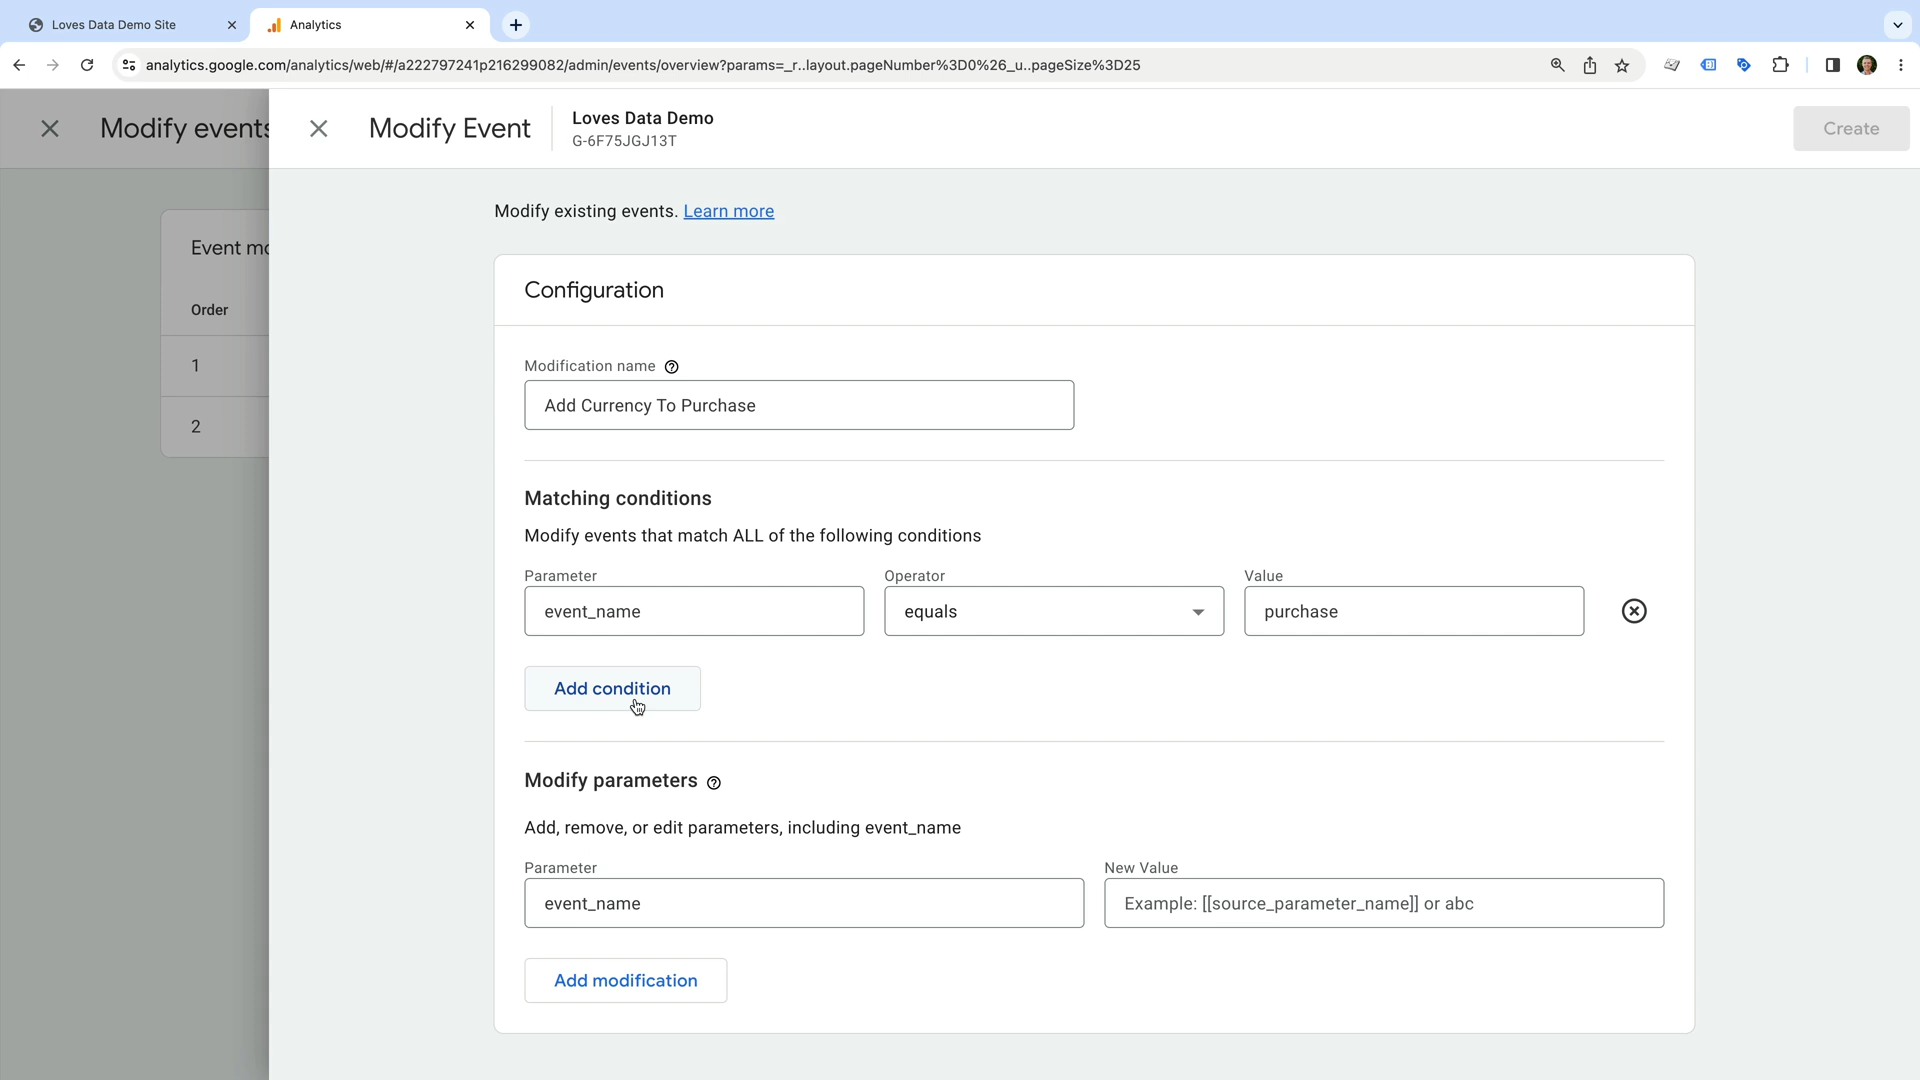 Loves Data Demo Site
Analytics
analytics.google.com/analytics/web/#/a222797241p216299082/admin/events/overview?params=_r..layout.pageNumber%3D0%26_u..pageSize%3D25
Modify events
Modify Event
Loves Data Demo
G-6F75JGJ13T
Create
Event mo
Order
1
2
Modify existing events. Learn more
Configuration
Modification name
Add Currency To Purchase
Matching conditions
Modify events that match ALL of the following conditions
Parameter Operator Value
event_name equals purchase
Add condition
Modify parameters
Add, remove, or edit parameters, including event_name
Parameter New Value
event_name Example: [[source_parameter_name]] or abc
Add modification